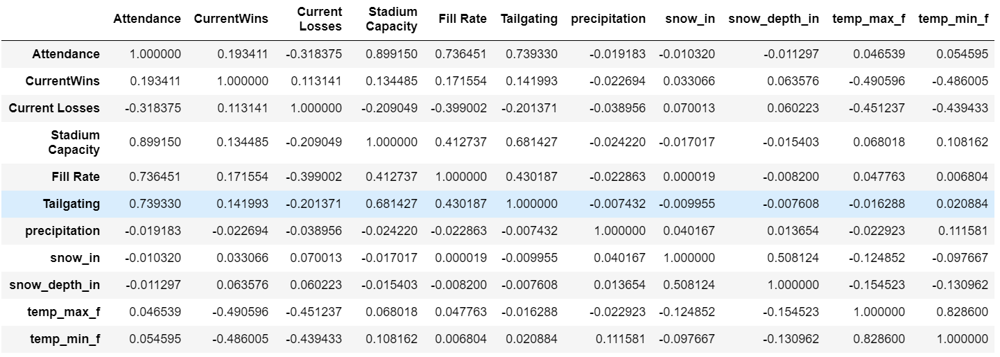 Attendance CurrentWins Current Losses Stadium Capacity Fill Rate Tailgating precipitation snow_in snow_depth_in temp_max_f temp_min_f
Attendance 1.000000 0.193411 -0.318375 0.899150 0.736451 0.739330 -0.019183 -0.010320 -0.011297 0.046539 0.054595
CurrentWins 0.193411 1.000000 0.113141 0.134485 0.171554 0.141993 -0.022694 0.033066 0.063576 -0.490596 -0.486005
Current Losses -0.318375 0.113141 1.000000 -0.209049 -0.399002 -0.201371 -0.038956 0.070013 0.060223 -0.451237 -0.439433
Stadium Capacity 0.899150 0.134485 -0.209049 1.000000 0.412737 0.681427 -0.024220 -0.017017 -0.015403 0.068018 0.108162
Fill Rate 0.736451 0.171554 -0.399002 0.412737 1.000000 0.430187 -0.022863 0.000019 -0.008200 0.047763 0.006804
Tailgating 0.739330 0.141993 -0.201371 0.681427 0.430187 1.000000 -0.007432 -0.009955 -0.007608 -0.016288 0.020884
precipitation -0.019183 -0.022694 -0.038956 -0.024220 -0.022863 -0.007432 1.000000 0.040167 0.013654 -0.022923 0.111581
snow_in -0.010320 0.033066 0.070013 -0.017017 0.000019 -0.009955 0.040167 1.000000 0.508124 -0.124852 -0.097667
snow_depth_in -0.011297 0.063576 0.060223 -0.015403 -0.008200 -0.007608 0.013654 0.508124 1.000000 -0.154523 -0.130962
temp_max_f 0.046539 -0.490596 -0.451237 0.068018 0.047763 -0.016288 -0.022923 -0.124852 -0.154523 1.000000 0.828600
temp_min_f 0.054595 -0.486005 -0.439433 0.108162 0.006804 0.020884 0.111581 -0.097667 -0.130962 0.828600 1.000000